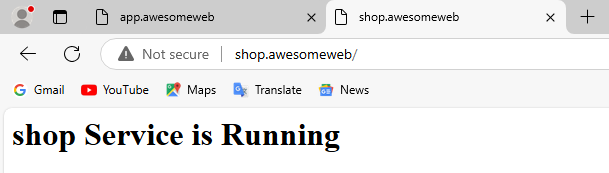 app.awesomeweb
shop.awesomeweb
Not secure
shop.awesomeweb/
Gmail
YouTube
Maps
Translate
News
shop Service is Running